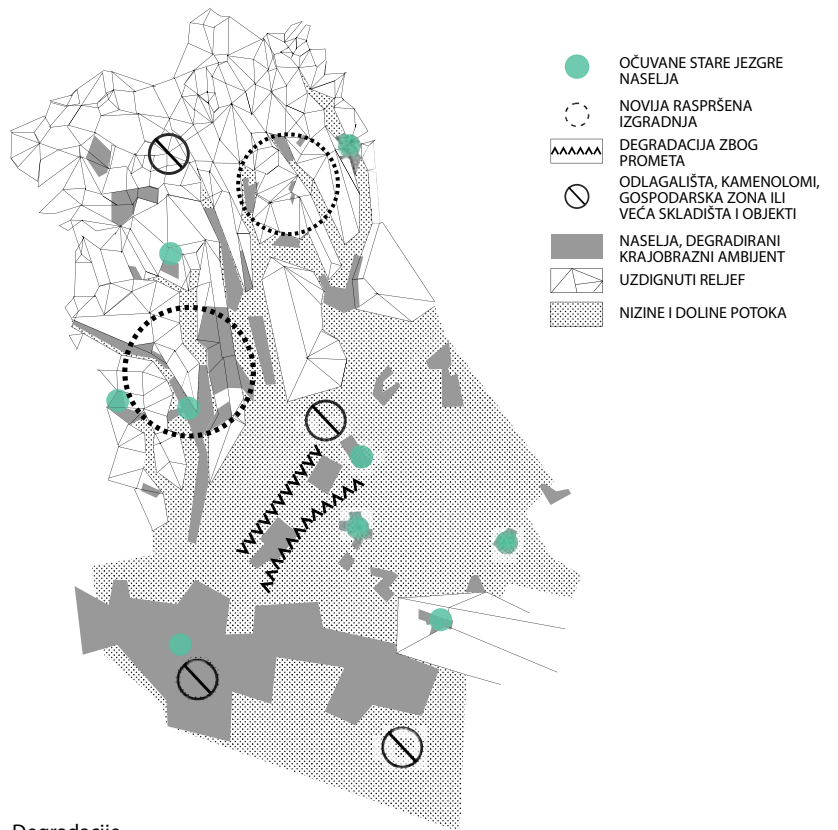 OČUVANE STARE JEZGRE
NASELJA
NOVIJA RASPRŠENA
IZGRADNJA
DEGRADACIJA ZBOG
PROMETA
ODLAGALIŠTA, KAMENOLOMI,
GOSPODARSKA ZONA ILI
VEĆA SKLADIŠTA I OBJEKTI
NASELJA, DEGRADIRANI
KRAJOBRAZNI AMBIJENT
UZDIGNUTI RELJEF
NIZINE I DOLINE POTOKA
Degradacije